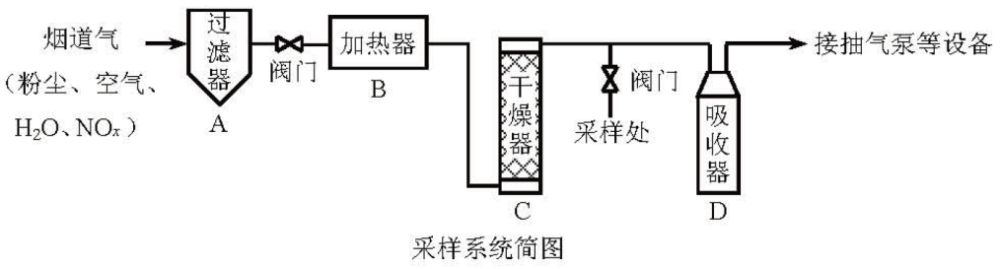 烟道气
(粉尘、空气、
H₂O、NOₓ)
过滤器
A
阀门
加热器
B
干燥器
C
阀门
采样处
吸收器
D
接抽气泵等设备
采样系统简图